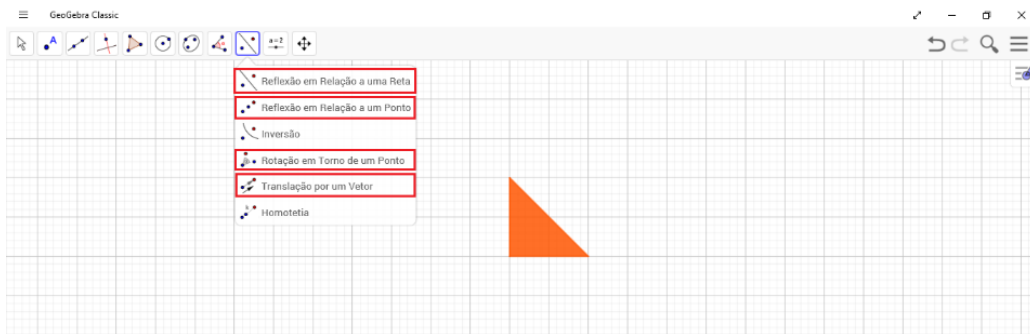 GeoGebra Classic
A
a=2
Reflexão em Relação a uma Reta
Reflexão em Relação a um Ponto
Inversão
Rotação em Torno de um Ponto
Translação por um Vetor
Homotetia